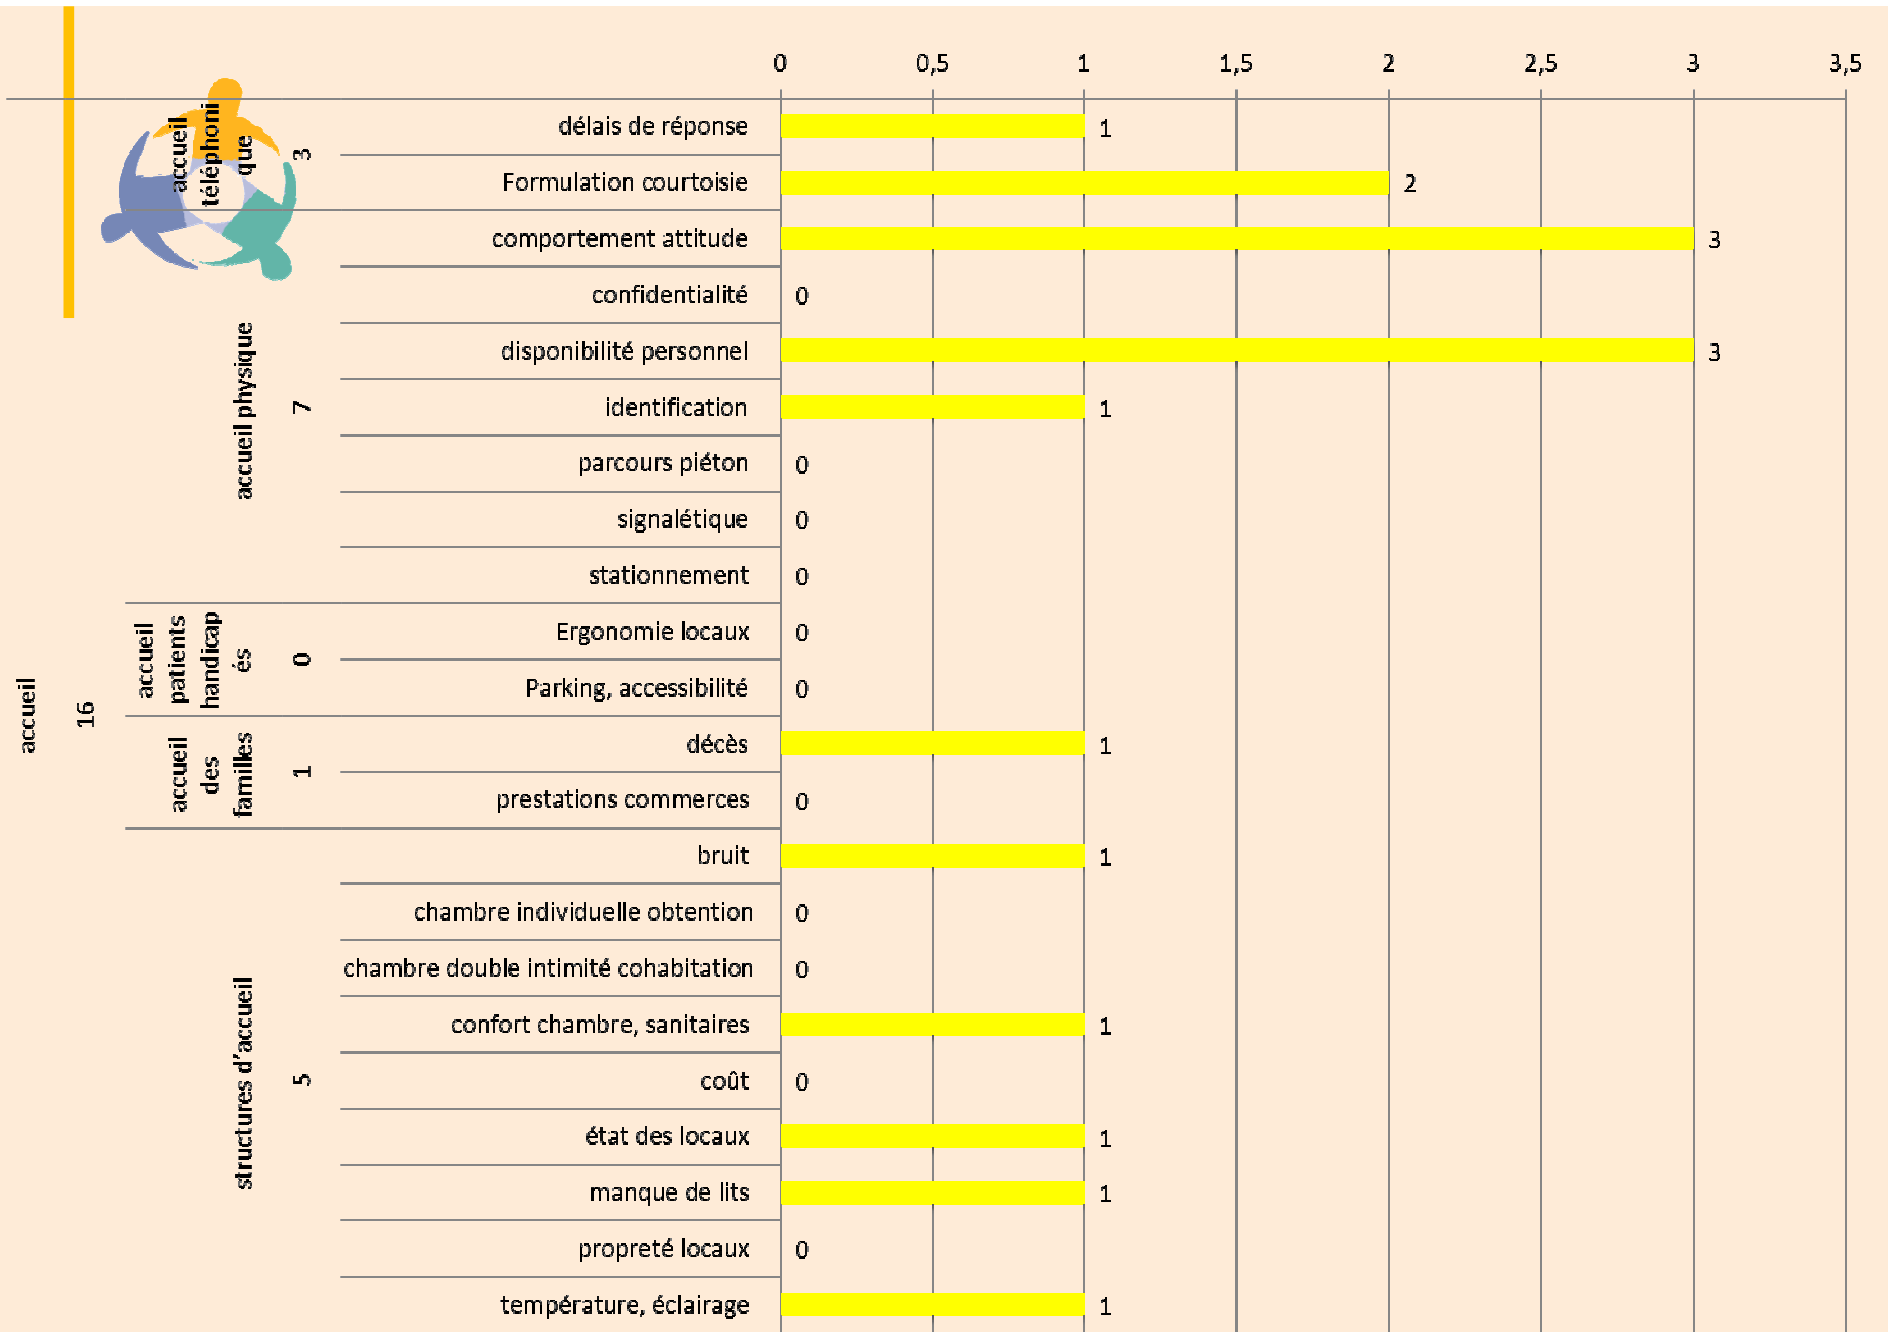 0 0,5 1 1,5 2 2,5 3 3,5
accueil
16
accueil
téléphoni
que
3
délais de réponse 1
Formulation courtoisie 2
accueil physique
7
comportement attitude 3
confidentialité 0
disponibilité personnel 3
identification 1
parcours piéton 0
signalétique 0
stationnement 0
accueil
patients
handicap
és
0
Ergonomie locaux 0
Parking, accessibilité 0
accueil
des
familles
1
décès 1
prestations commerces 0
structures d’accueil
5
bruit 1
chambre individuelle obtention 0
chambre double intimité cohabitation 0
confort chambre, sanitaires 1
coût 0
état des locaux 1
manque de lits 1
propreté locaux 0
température, éclairage 1